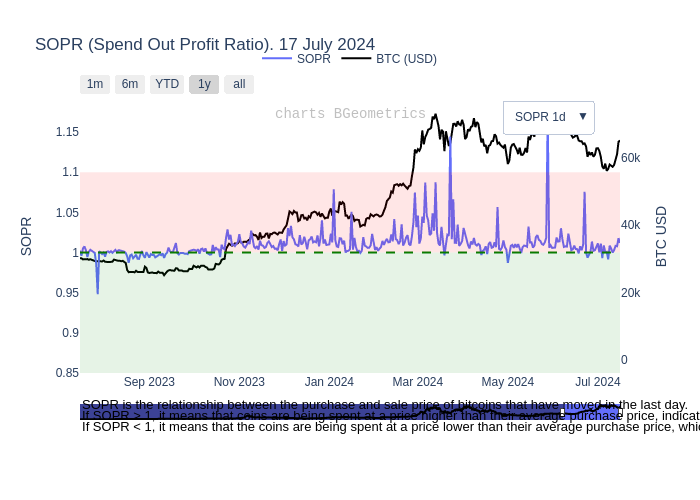 SOPR (Spend Out Profit Ratio). 17 July 2024
SOPR
BTC (USD)
1m
6m
YTD
1y
all
charts BGeometrics
SOPR 1d ▼
1.15
1.1
1.05
1
0.95
0.9
0.85
SOPR
60k
40k
20k
0
BTC USD
Sep 2023
Nov 2023
Jan 2024
Mar 2024
May 2024
Jul 2024
SOPR is the relationship between the purchase and sale price of bitcoins that have moved in the last day.
If SOPR > 1, it means that coins are being spent at a price higher than their average purchase price, indicat
If SOPR < 1, it means that the coins are being spent at a price lower than their average purchase price, whic